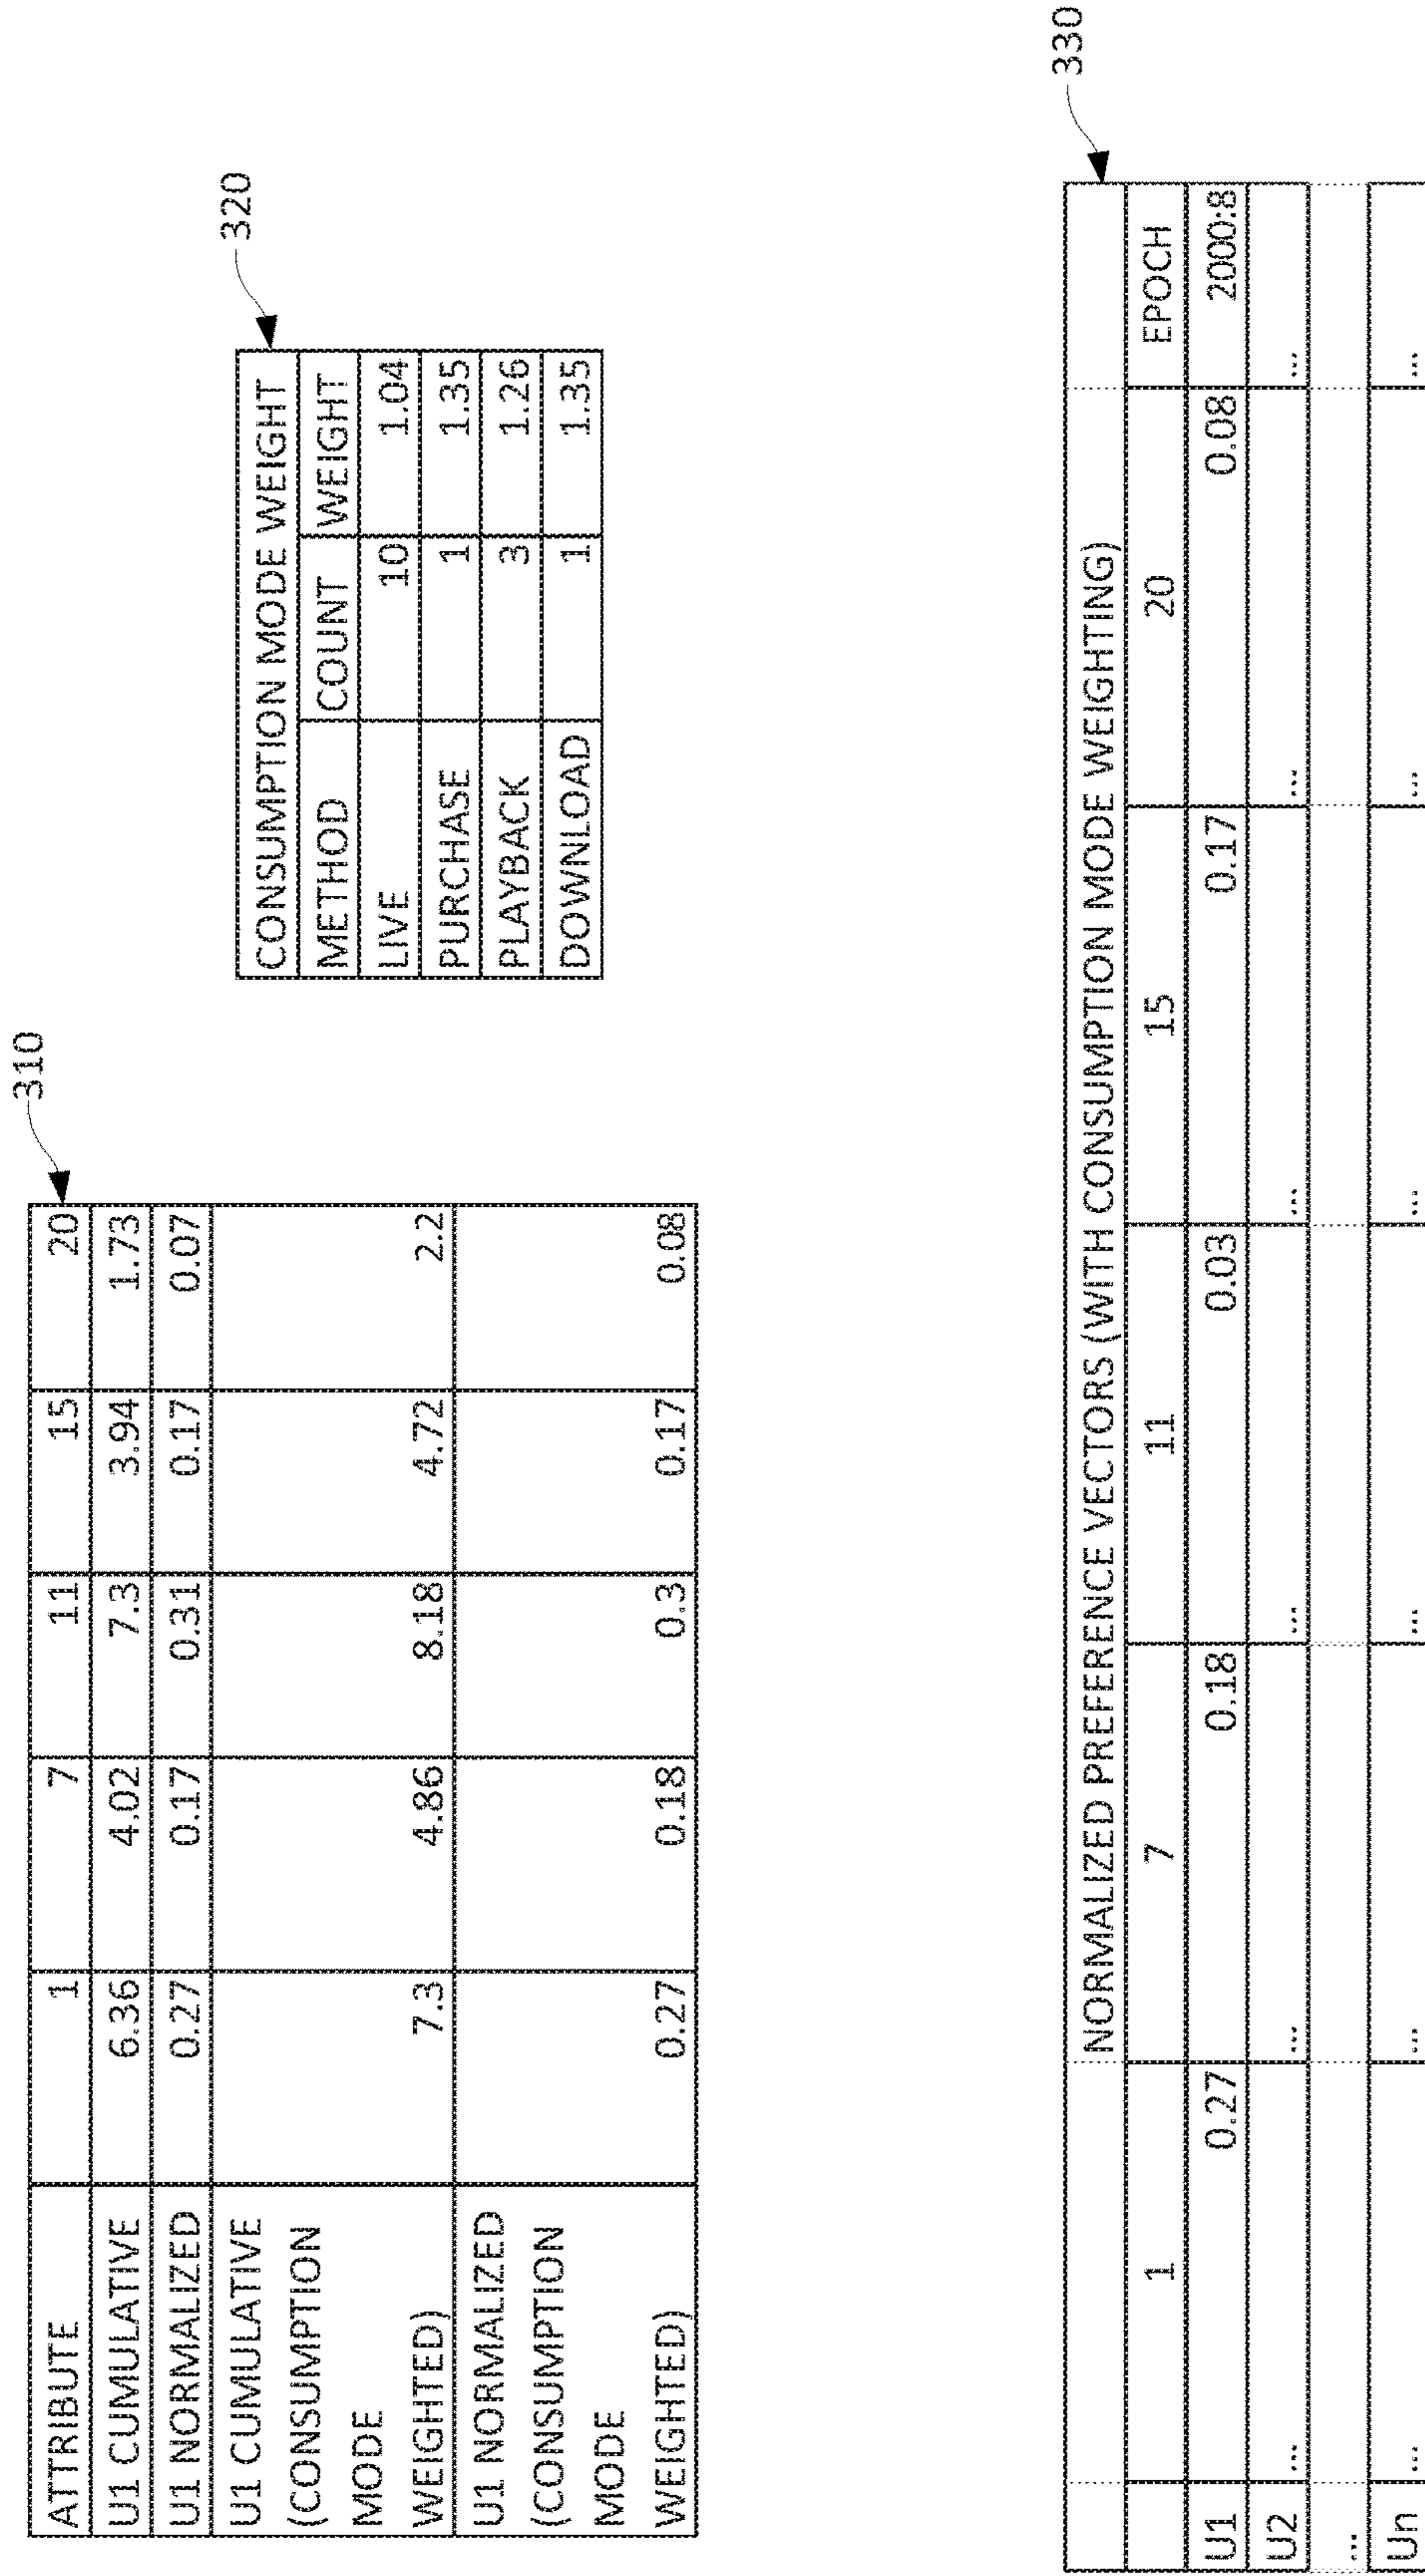 310
ATTRIBUTE 1 7 11 15 20
U1 CUMULATIVE 6.36 4.02 7.3 3.94 1.73
U1 NORMALIZED 0.27 0.17 0.31 0.17 0.07
U1 CUMULATIVE
(CONSUMPTION
MODE
WEIGHTED) 7.3 4.86 8.18 4.72 2.2
U1 NORMALIZED
(CONSUMPTION
MODE
WEIGHTED) 0.27 0.18 0.3 0.17 0.08
320
CONSUMPTION MODE WEIGHT
METHOD COUNT WEIGHT
LIVE 10 1.04
PURCHASE 1 1.35
PLAYBACK 3 1.26
DOWNLOAD 1 1.35
330
NORMALIZED PREFERENCE VECTORS (WITH CONSUMPTION MODE WEIGHTING)
1 7 11 15 20 EPOCH
U1 0.27 0.18 0.03 0.17 0.08 2000:8
U2 ... ... ... ... ... ...
...
Un ... ... ... ... ... ...